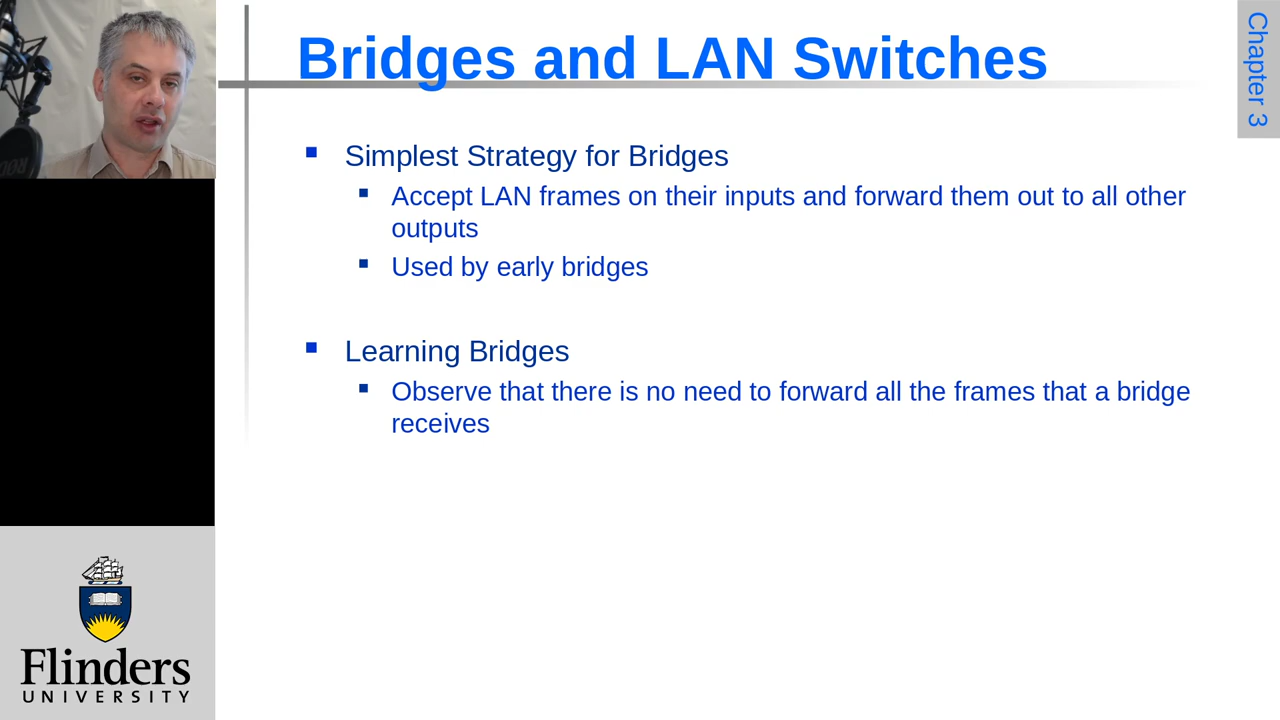 Bridges and LAN Switches
Chapter 3
Simplest Strategy for Bridges
Accept LAN frames on their inputs and forward them out to all other
outputs
Used by early bridges
Learning Bridges
Observe that there is no need to forward all the frames that a bridge
receives
Flinders
UNIVERSITY